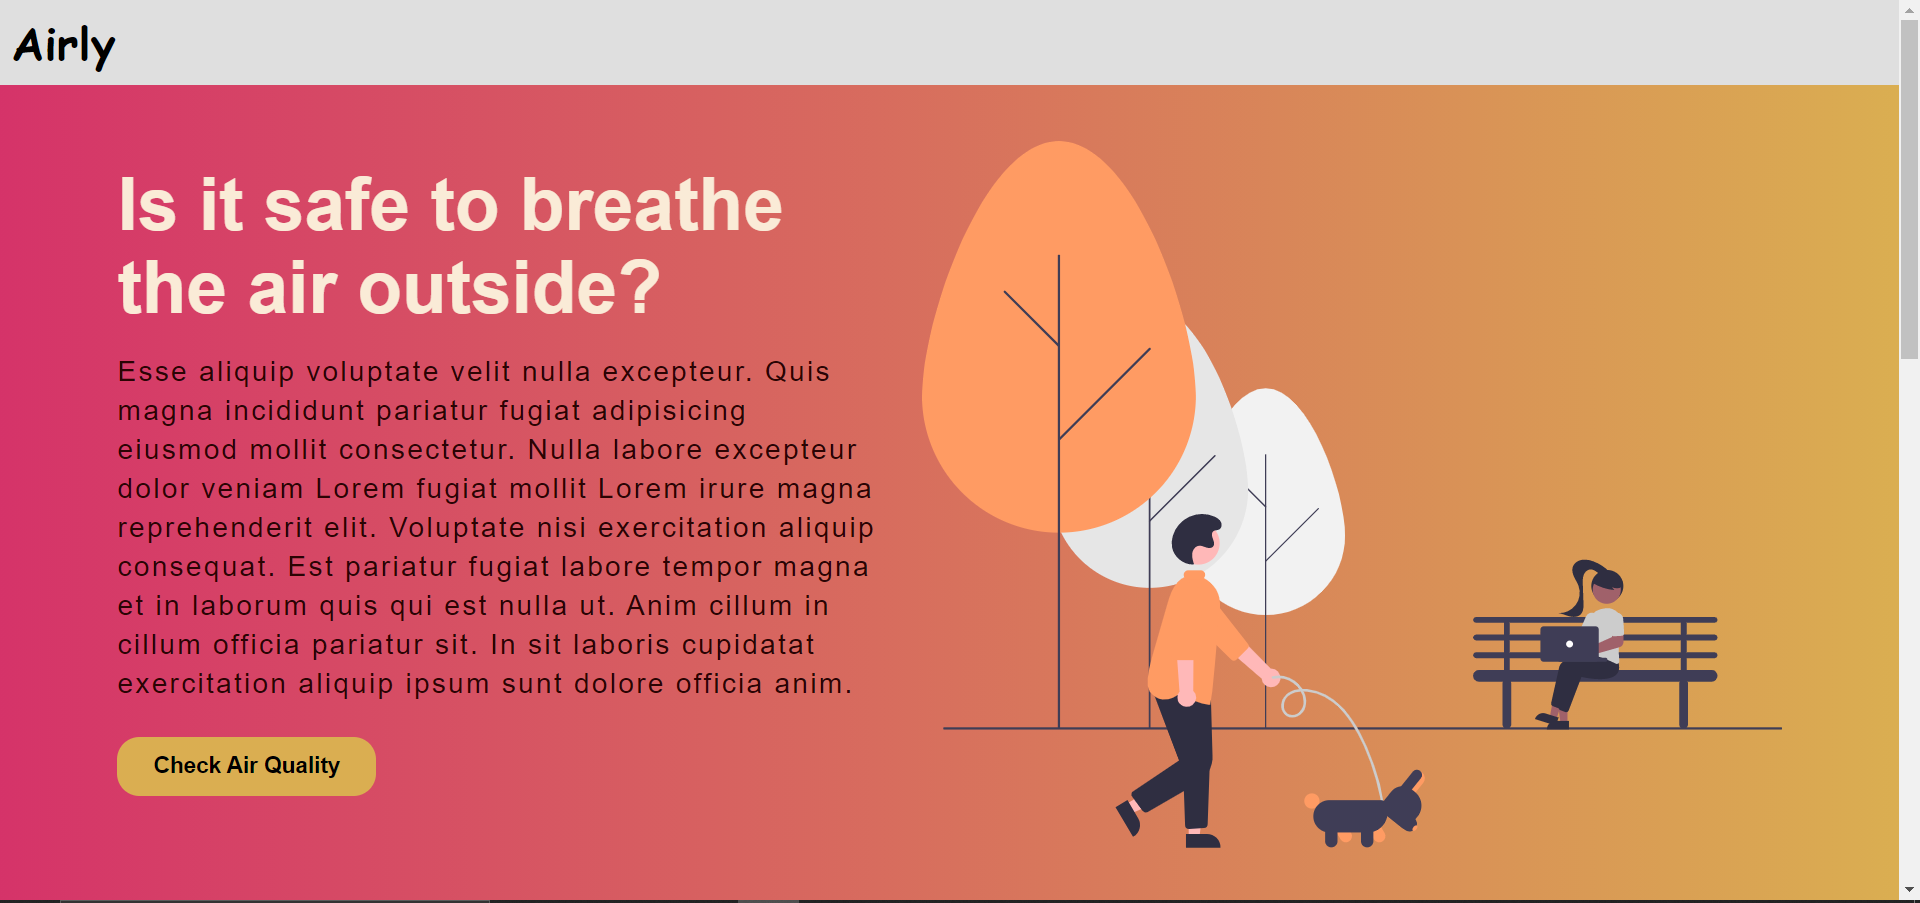 Airly
Is it safe to breathe
the air outside?
Esse aliquip voluptate velit nulla excepteur. Quis
magna incididunt pariatur fugiat adipisicing
eiusmod mollit consectetur. Nulla labore excepteur
dolor veniam Lorem fugiat mollit Lorem irure magna
reprehenderit elit. Voluptate nisi exercitation aliquip
consequat. Est pariatur fugiat labore tempor magna
et in laborum quis qui est nulla ut. Anim cillum in
cillum officia pariatur sit. In sit laboris cupidatat
exercitation aliquip ipsum sunt dolore officia anim.
Check Air Quality